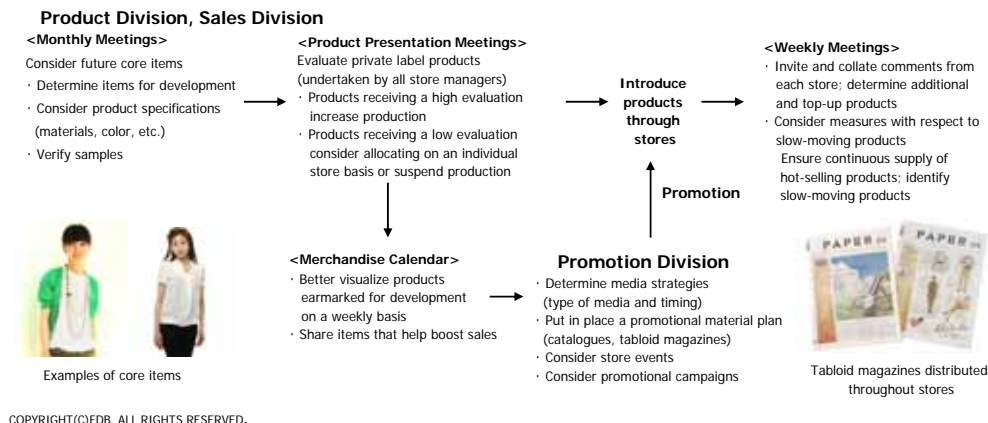 Product Division, Sales Division
<Monthly Meetings>
Consider future core items
· Determine items for development
· Consider product specifications
(materials, color, etc.)
· Verify samples
<Product Presentation Meetings>
Evaluate private label products
(undertaken by all store managers)
· Products receiving a high evaluation
increase production
· Products receiving a low evaluation
consider allocating on an individual
store basis or suspend production
Introduce
products
through
stores
<Weekly Meetings>
· Invite and collate comments from
each store; determine additional
and top-up products
· Consider measures with respect to
slow-moving products
Ensure continuous supply of
hot-selling products; identify
slow-moving products
Promotion
<Merchandise Calendar>
· Better visualize products
earmarked for development
on a weekly basis
· Share items that help boost sales
Promotion Division
· Determine media strategies
(type of media and timing)
· Put in place a promotional material plan
(catalogues, tabloid magazines)
· Consider store events
· Consider promotional campaigns
Examples of core items
PAPER
PAPER
Tabloid magazines distributed
throughout stores
COPYRIGHT(C)FDB, ALL RIGHTS RESERVED.